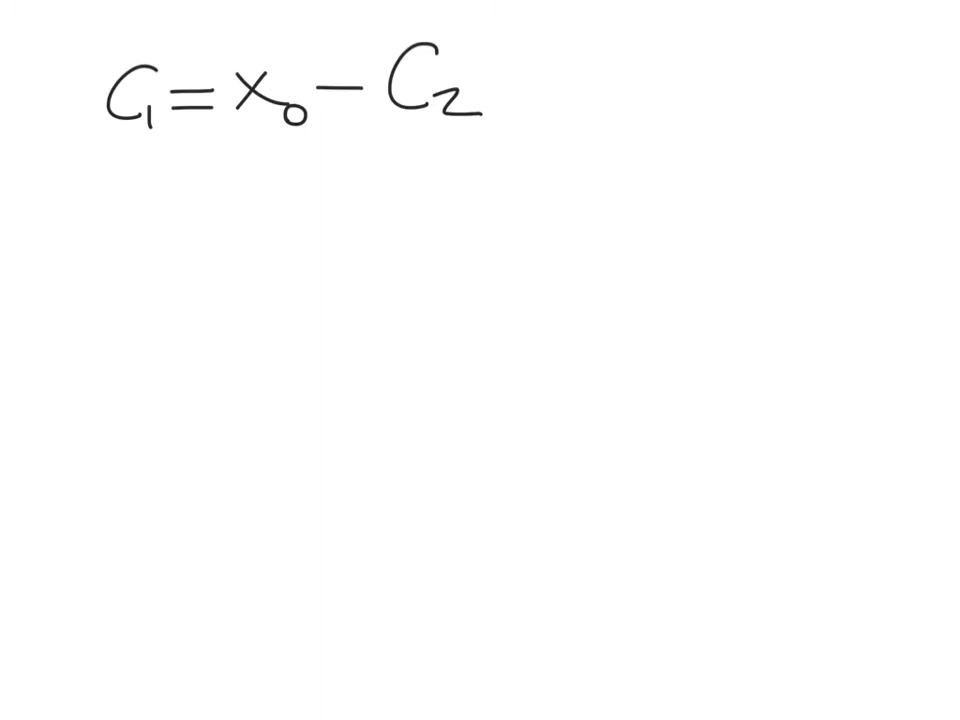 C₁ = x₀ − C₂